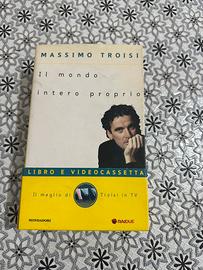 MASSIMO TROISI
Il mondo
intero proprio
LIBRO E VIDEOCASSETTA
Il meglio di Troisi in TV
MONDADORI
RAIDUE